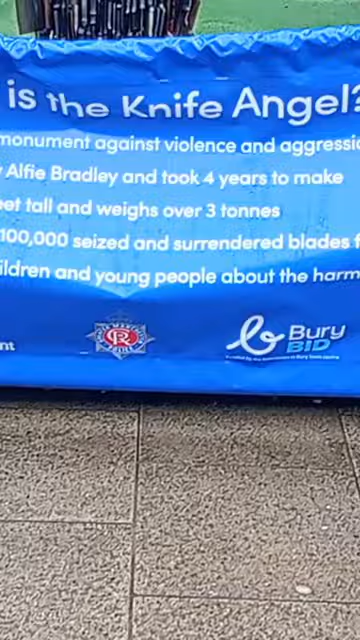 is the Knife Angel?
monument against violence and aggressio
Alfie Bradley and took 4 years to make
eet tall and weighs over 3 tonnes
100,000 seized and surrendered blades f
ildren and young people about the harm
nt
b Bury
BID